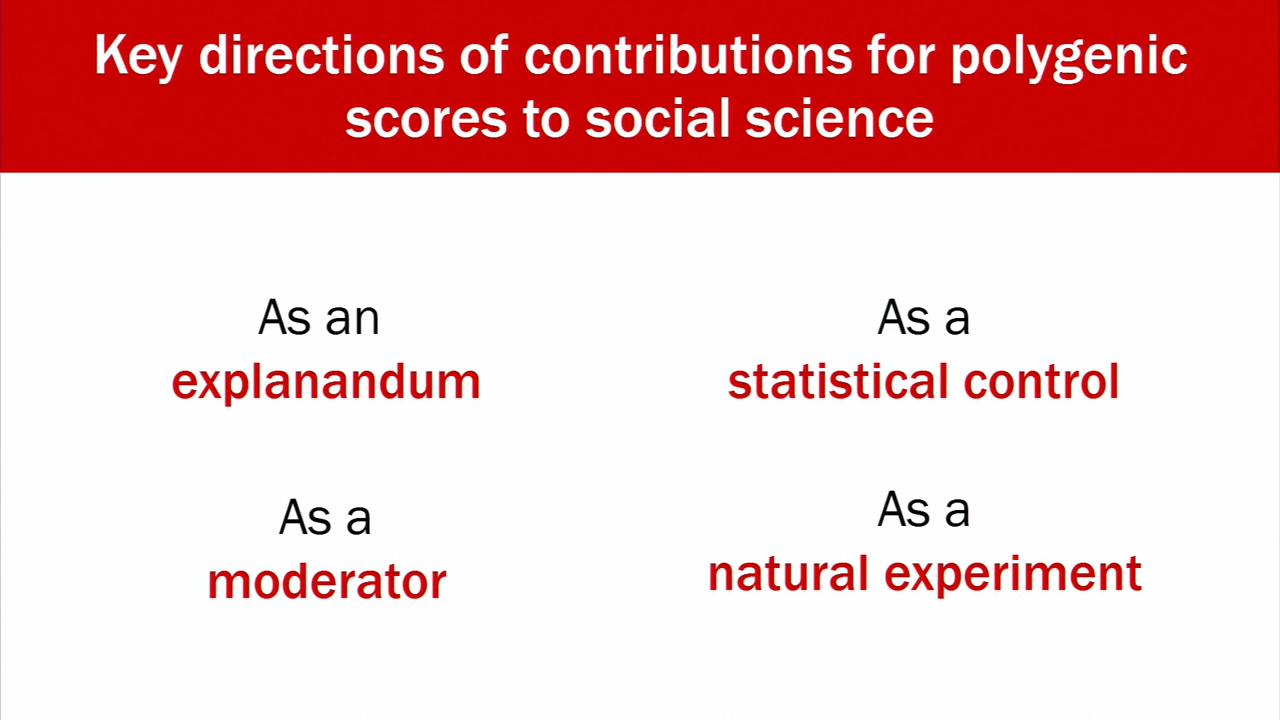 Key directions of contributions for polygenic
scores to social science
As an
explanandum
As a
statistical control
As a
moderator
As a
natural experiment